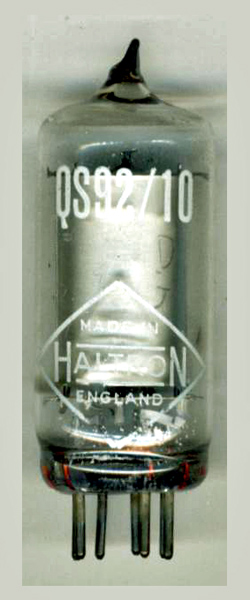 QS92/10
MADE IN
HALTRON
ENGLAND